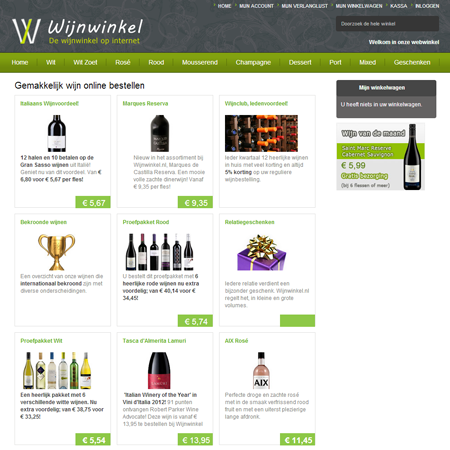 HOME MIJN ACCOUNT MIJN VERLANGLIJST MIJN WINKELWAGEN KASSA INLOGGEN
Wijnwinkel
De wijnwinkel op internet
Doorzoek de hele winkel
Welkom in onze webwinkel
Home Wit Wit Zoet Rosé Rood Mousserend Champagne Dessert Port Mixed Geschenken
Gemakkelijk wijn online bestellen
Italiaans Wijnvoordeel!
12 halen en 10 betalen op de
Gran Sasso wijnen uit Italië!
Geniet nu van dit voordeel. Van €
6,80 voor € 5,67 per fles!
€ 5,67
Marques Reserva
Nieuw in het assortiment bij
Wijnwinkel.nl, Marques de
Castilla Reserva. Een mooie
volle zachte driewijn! Vanaf
€ 9,35 per fles!
€ 9,35
Wijnclub, ledenvoordeel!
Ieder kwartaal 12 heerlijke wijnen
in huis met veel korting en altijd
5% korting op uw reguliere
wijnbestelling.
Bekroonde wijnen
Een overzicht van onze wijnen die
internationaal bekroond zijn met
diverse onderscheidingen.
Proefpakket Rood
U bestelt dit proefpakket met 6
heerlijke rode wijnen nu extra
voordelig; van € 40,14 voor €
34,45!
€ 5,74
Relatiegeschenken
Iedere relatie verdient een
bijzonder geschenk. Wijnwinkel.nl
regelt het, in kleine en grote
volumes.
Proefpakket Wit
Een heerlijk pakket met 6
verschillende witte wijnen. Nu
extra voordelig; van € 38,75 voor
€ 33,25!
€ 5,54
Tasca d'Almerita Lamuri
'Italian Winery of the Year' in
Vini d'Italia 2012! 91 punten
ontvangen Robert Parker Wine
Advocate! Deze wijn is vanaf
€ 13,95 te bestellen bij Wijnwinkel
€ 13,95
AIX Rosé
AIX
Perfecte droge en zachte rosé
met in de smaak verfrissend rood
fruit en met een uiterst plezierige
lange afdronk.
€ 11,45
Mijn winkelwagen
U heeft niets in uw winkelwagen.
Wijn van de maand
Saint Marc Reserve
Cabernet Sauvignon
€ 5,99
Gratis bezorging
(bij 6 flessen of meer)